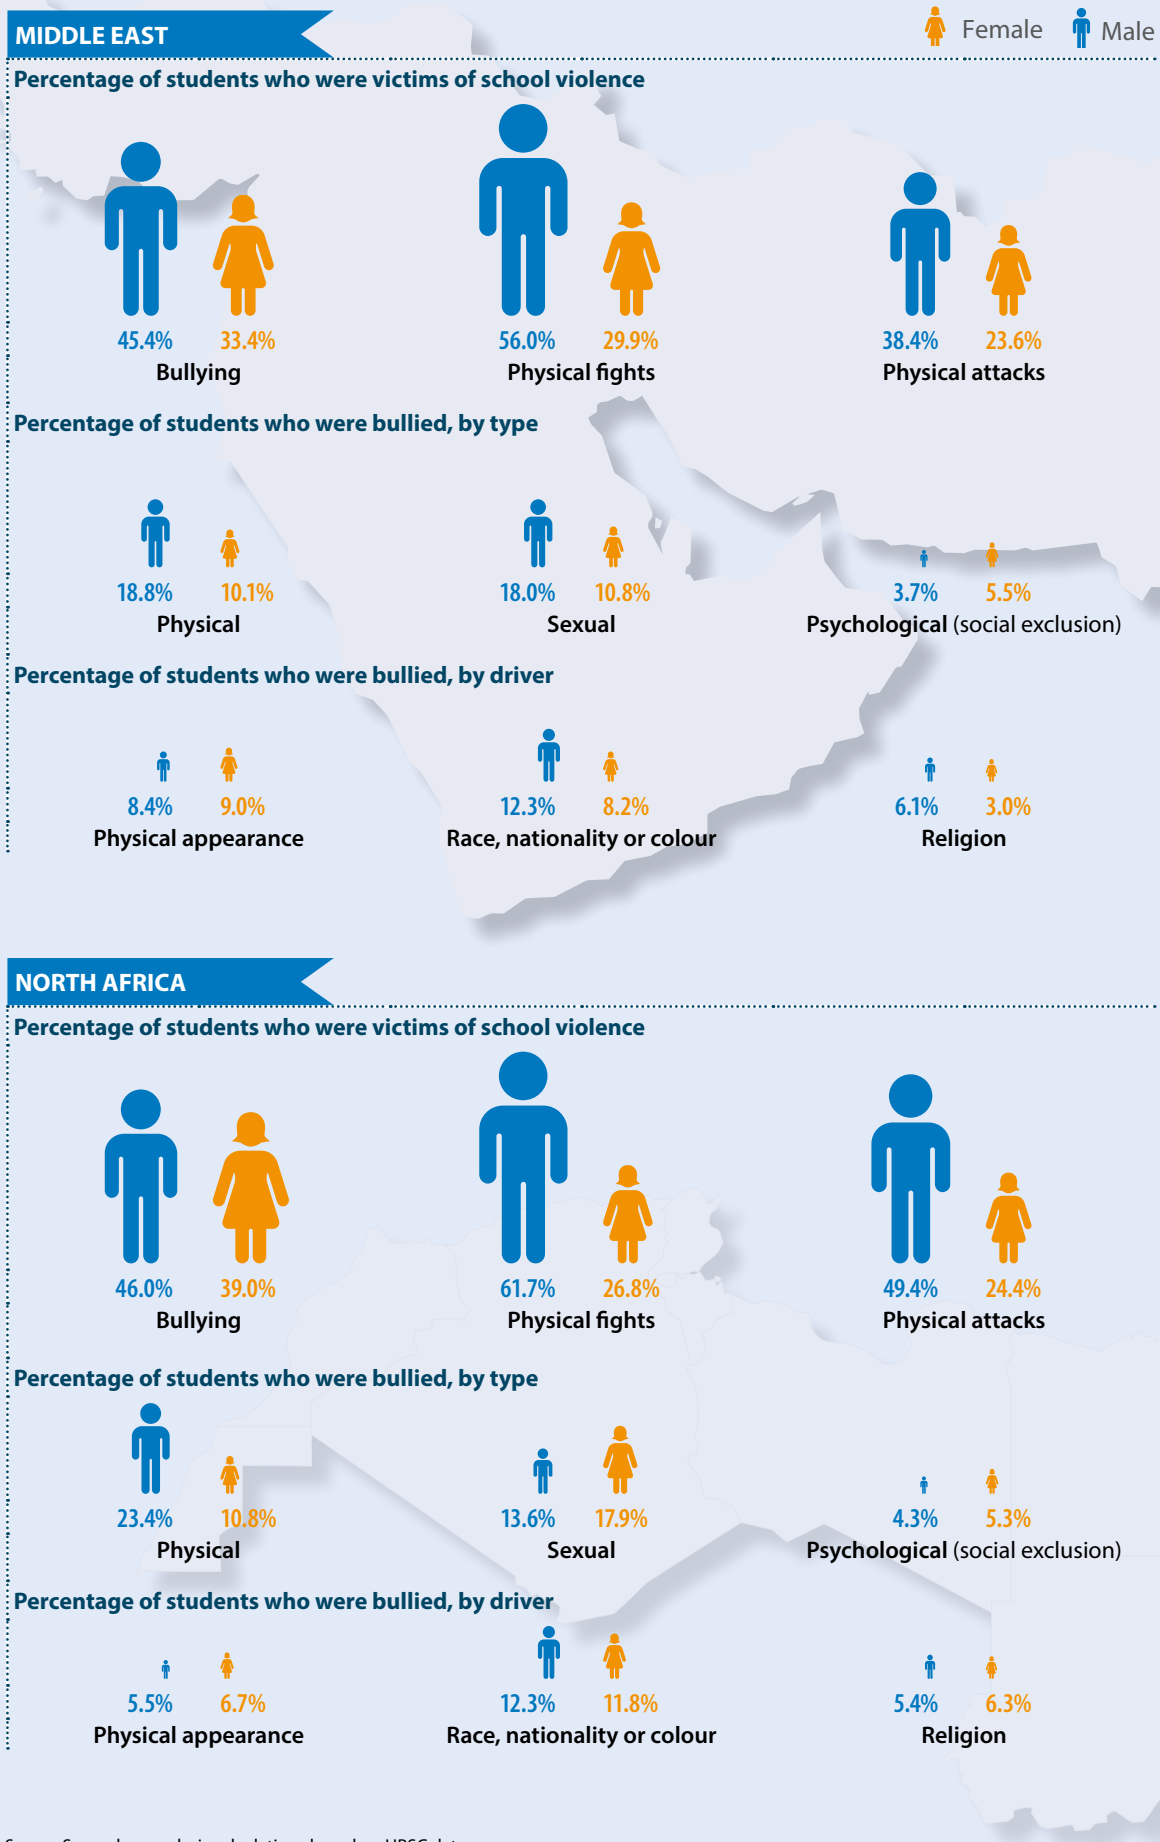 MIDDLE EAST
Female Male
Percentage of students who were victims of school violence
45.4% 33.4% 56.0% 29.9% 38.4% 23.6%
Bullying Physical fights Physical attacks
Percentage of students who were bullied, by type
18.8% 10.1% 18.0% 10.8% 3.7% 5.5%
Physical Sexual Psychological (social exclusion)
Percentage of students who were bullied, by driver
8.4% 9.0% 12.3% 8.2% 6.1% 3.0%
Physical appearance Race, nationality or colour Religion
NORTH AFRICA
Percentage of students who were victims of school violence
46.0% 39.0% 61.7% 26.8% 49.4% 24.4%
Bullying Physical fights Physical attacks
Percentage of students who were bullied, by type
23.4% 10.8% 13.6% 17.9% 4.3% 5.3%
Physical Sexual Psychological (social exclusion)
Percentage of students who were bullied, by driver
5.5% 6.7% 12.3% 11.8% 5.4% 6.3%
Physical appearance Race, nationality or colour Religion